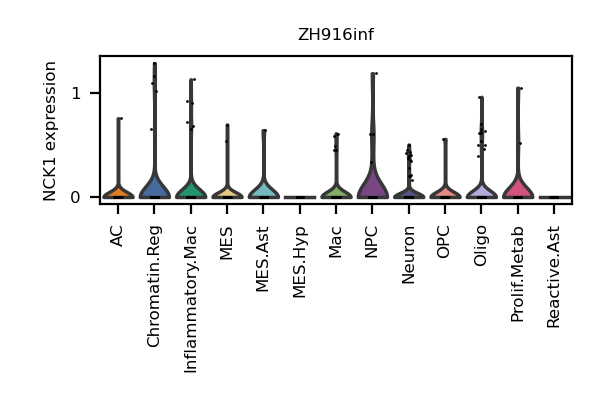 ZH916inf
NCK1 expression
1
0
AC
Chromatin.Reg
Inflammatory.Mac
MES
MES.Ast
MES.Hyp
Mac
NPC
Neuron
OPC
Oligo
Prolif.Metab
Reactive.Ast